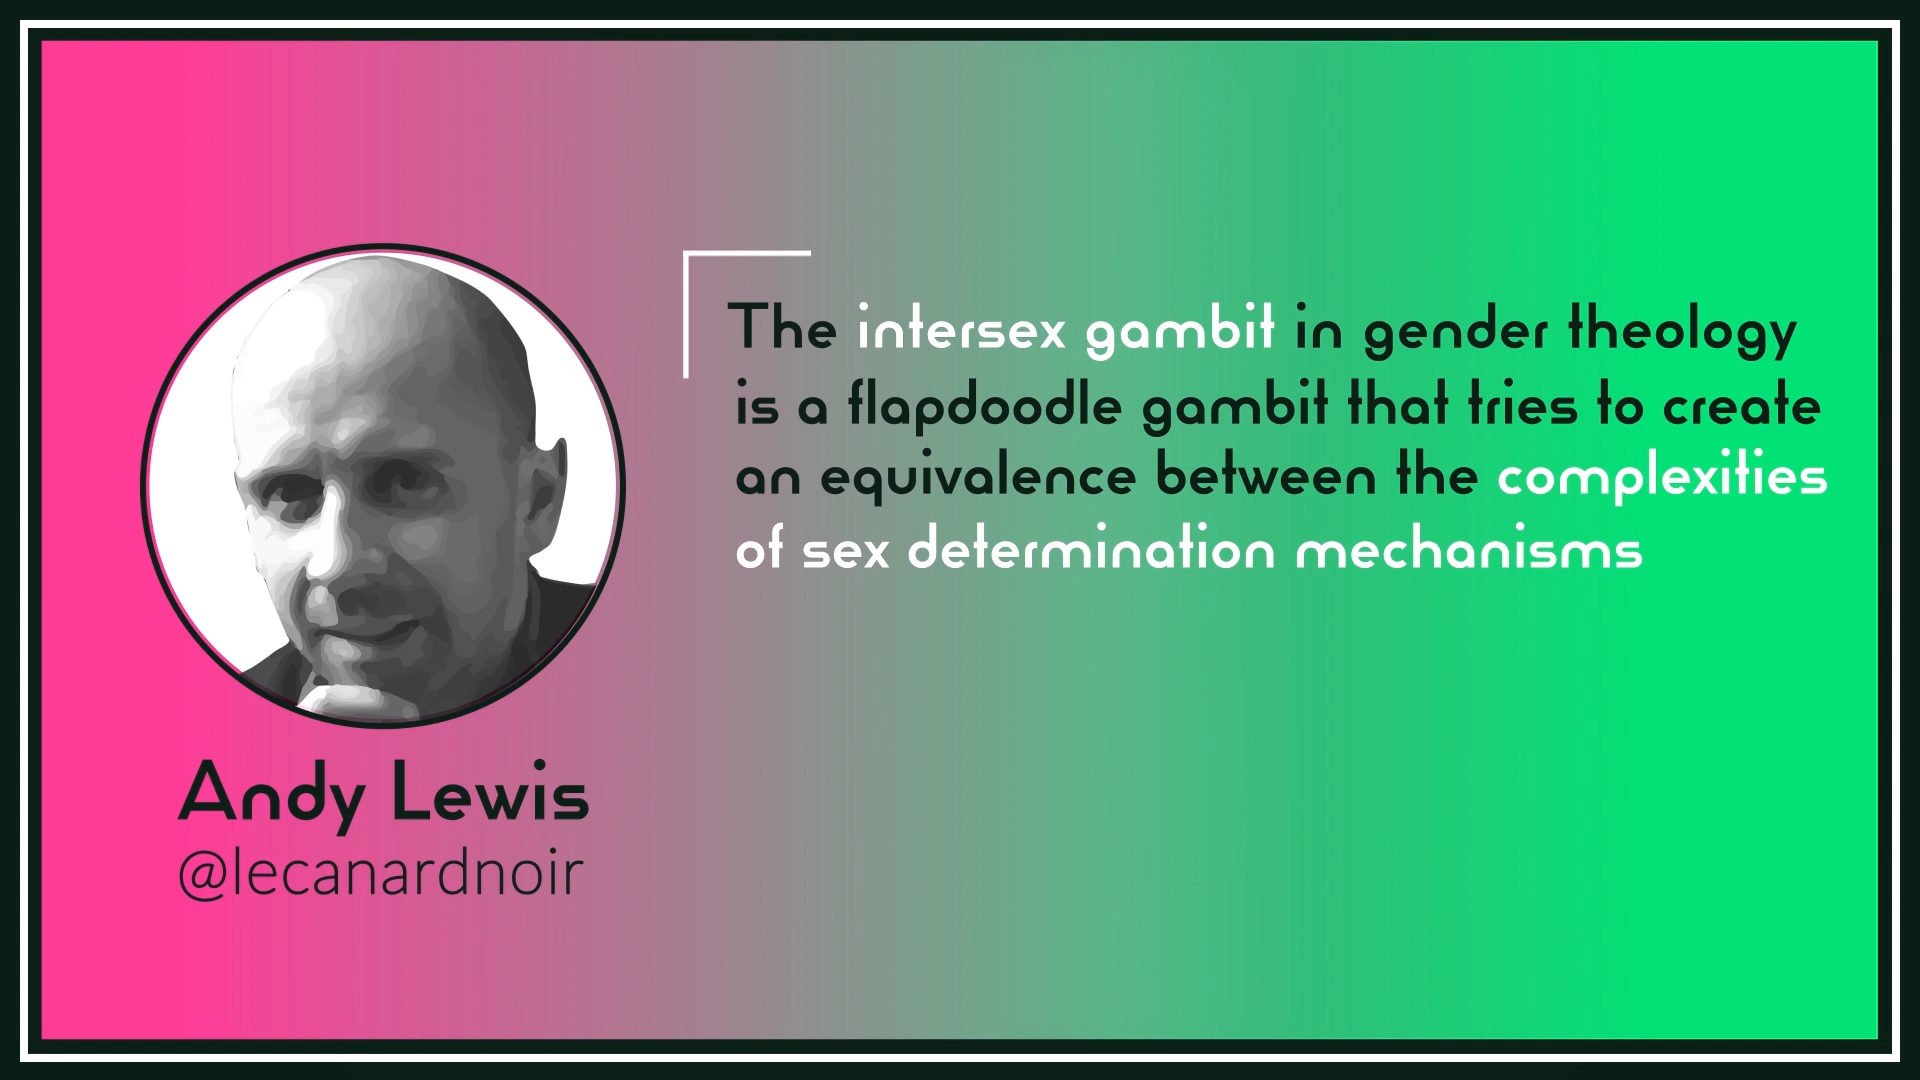 The intersex gambit in gender theology
is a flapdoodle gambit that tries to create
an equivalence between the complexities
of sex determination mechanisms
Andy Lewis
@lecanardnoir